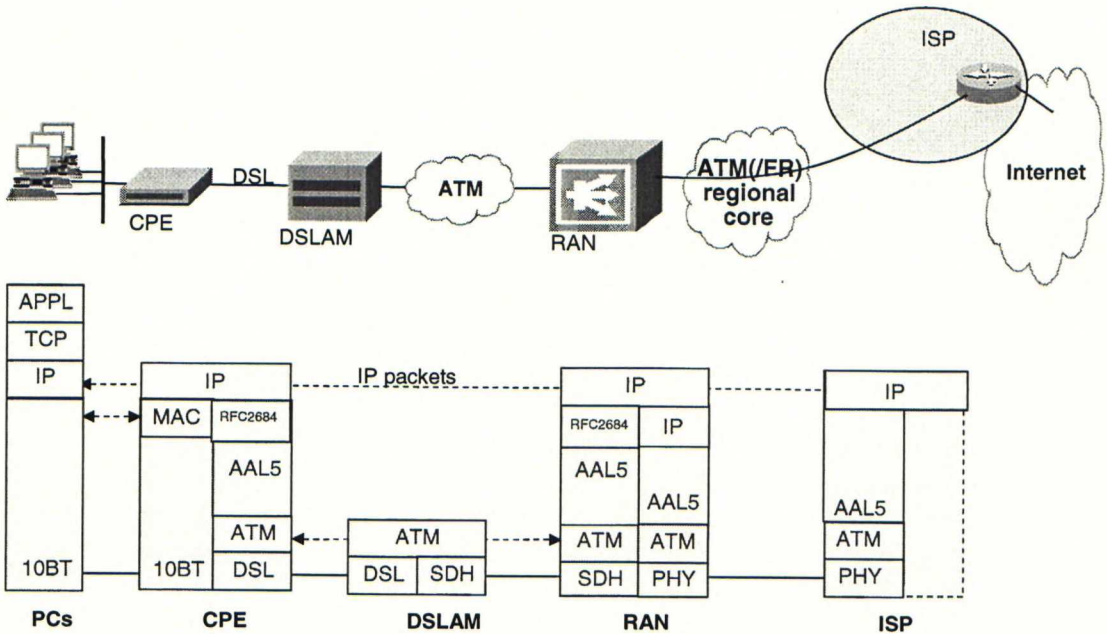 ISP
DSL
ATM
ATM(/FR)
regional
core
Internet
CPE
DSLAM
RAN
APPL
TCP
IP
IP
IP packets
IP
IP
MAC
RFC2684
RFC2684
IP
AAL5
AAL5
AAL5
AAL5
ATM
ATM
ATM
ATM
ATM
10BT
10BT
DSL
DSL
SDH
SDH
PHY
PHY
PCs
CPE
DSLAM
RAN
ISP